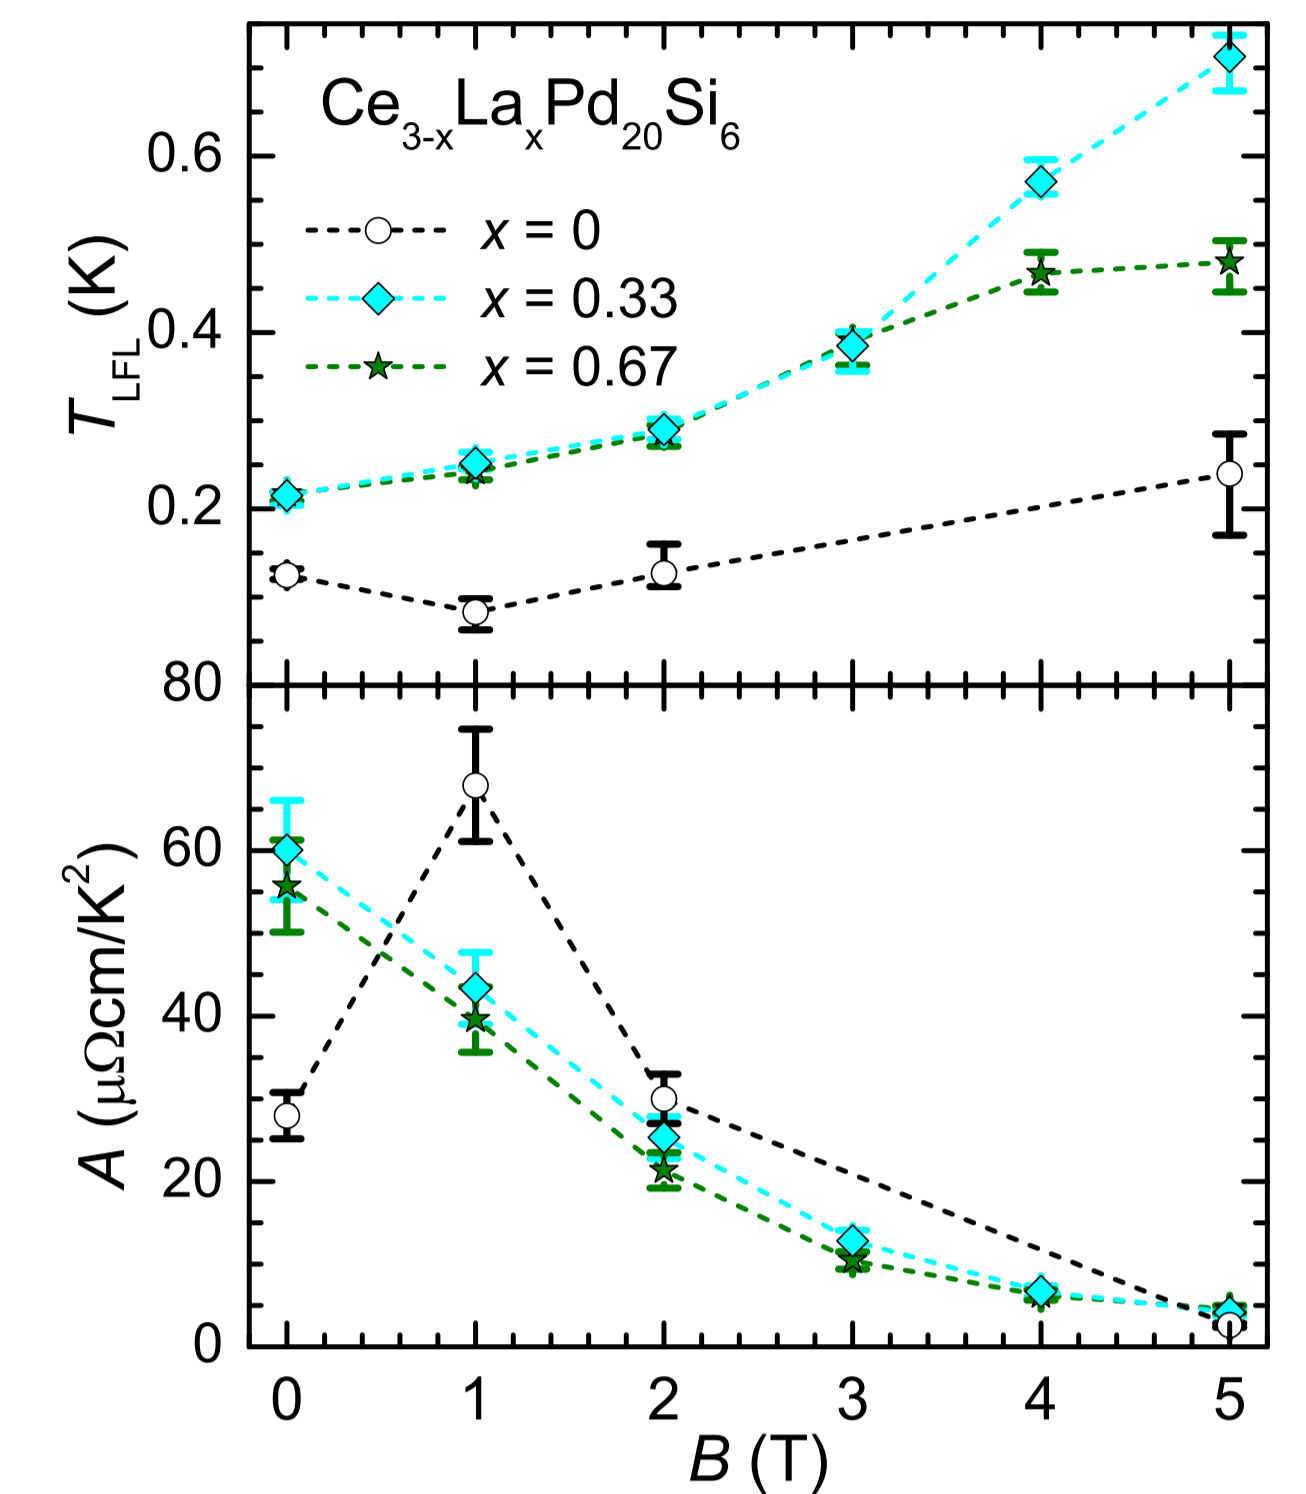 Ce3-xLaxPd20Si6
x = 0
x = 0.33
x = 0.67
TLFL (K)
0.6
0.4
0.2
80
60
40
20
0
A (μΩcm/K²)
0 1 2 3 4 5
B (T)